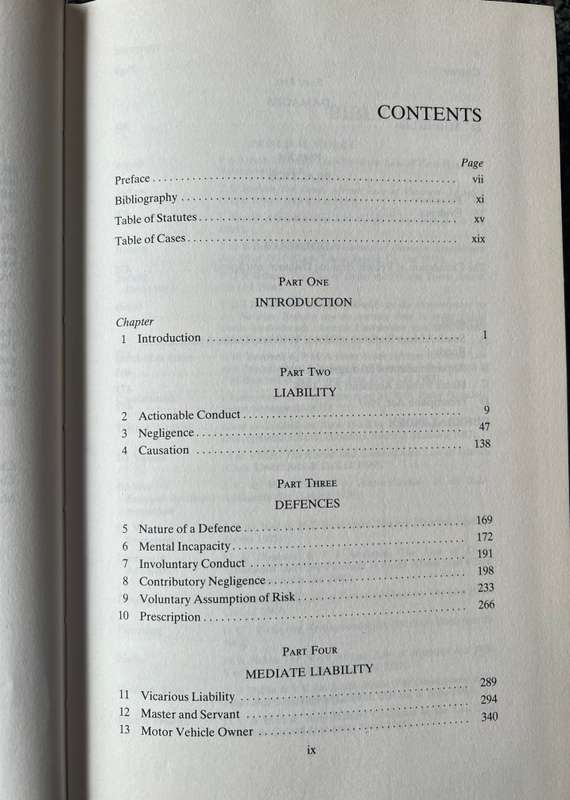 CONTENTS
Page
Preface . . . . . . . . . . . . . . . . . . . . vii
Bibliography . . . . . . . . . . . . . . . . . . . . xi
Table of Statutes . . . . . . . . . . . . . . . . . . . . xv
Table of Cases . . . . . . . . . . . . . . . . . . . . xix
PART ONE
INTRODUCTION
Chapter
1 Introduction . . . . . . . . . . . . . . . . . . . . 1
PART TWO
LIABILITY
2 Actionable Conduct . . . . . . . . . . . . . . . . . . . . 9
3 Negligence . . . . . . . . . . . . . . . . . . . . 47
4 Causation . . . . . . . . . . . . . . . . . . . . 138
PART THREE
DEFENCES
5 Nature of a Defence . . . . . . . . . . . . . . . . . . . . 169
6 Mental Incapacity . . . . . . . . . . . . . . . . . . . . 172
7 Involuntary Conduct . . . . . . . . . . . . . . . . . . . . 191
8 Contributory Negligence . . . . . . . . . . . . . . . . . . . . 198
9 Voluntary Assumption of Risk . . . . . . . . . . . . . . . . . . . . 233
10 Prescription . . . . . . . . . . . . . . . . . . . . 266
PART FOUR
MEDIATE LIABILITY
11 Vicarious Liability . . . . . . . . . . . . . . . . . . . . 289
12 Master and Servant . . . . . . . . . . . . . . . . . . . . 294
13 Motor Vehicle Owner . . . . . . . . . . . . . . . . . . . . 340
ix